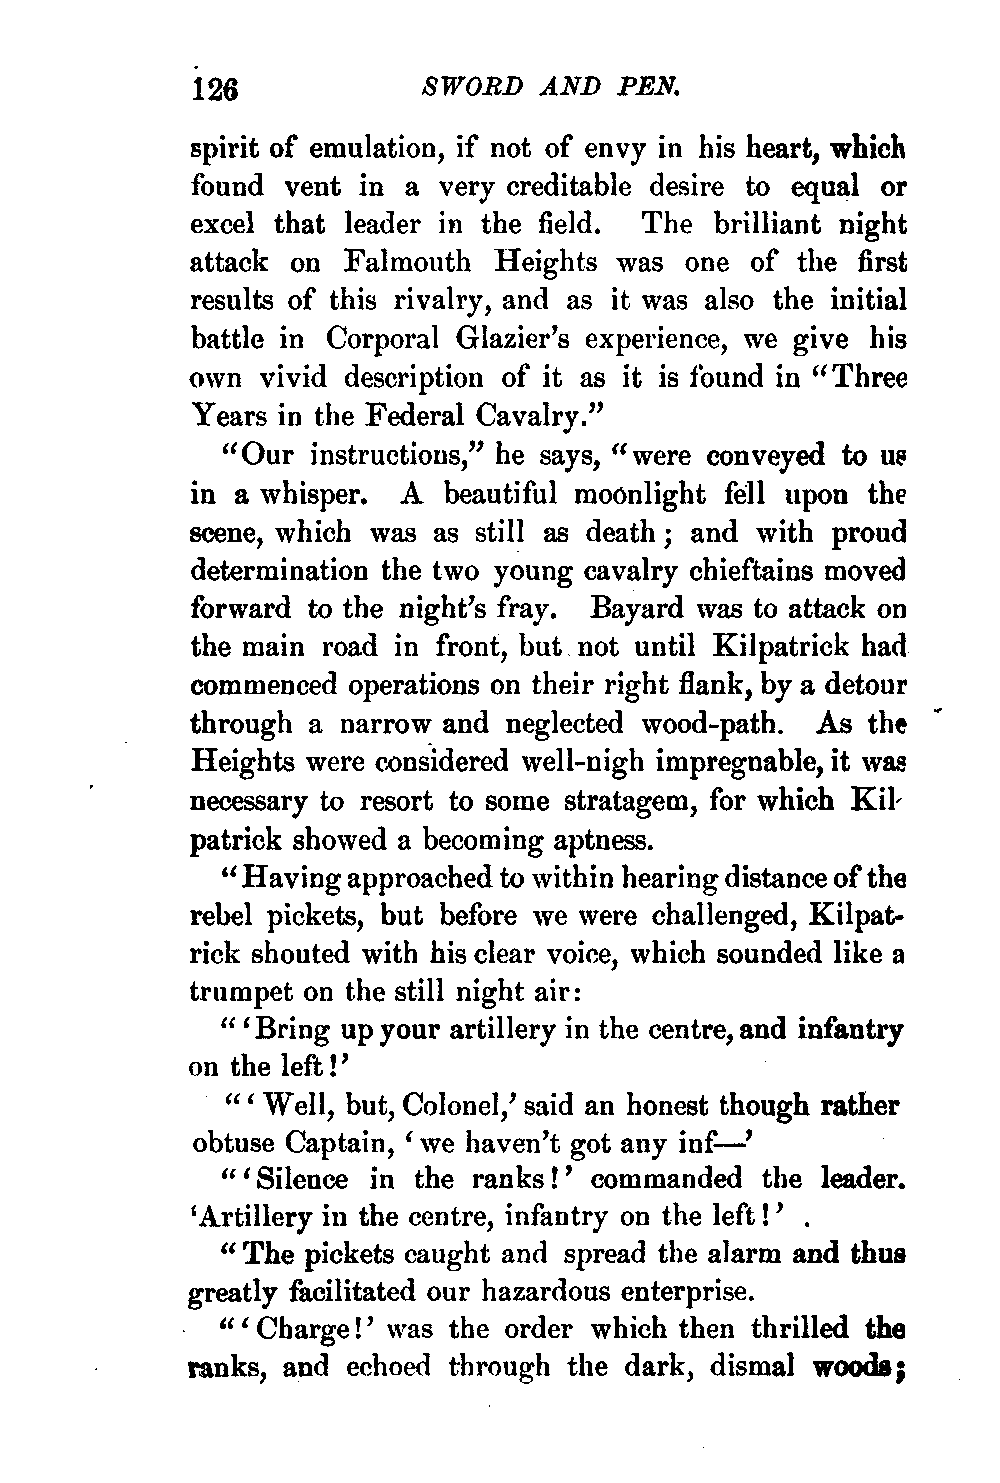 126 SWORD AND PEN.
spirit of emulation, if not of envy in his heart, which
found vent in a very creditable desire to equal or
excel that leader in the field. The brilliant night
attack on Falmouth Heights was one of the first
results of this rivalry, and as it was also the initial
battle in Corporal Glazier's experience, we give his
own vivid description of it as it is found in "Three
Years in the Federal Cavalry."
"Our instructions," he says, "were conveyed to us
in a whisper. A beautiful moonlight fell upon the
scene, which was as still as death; and with proud
determination the two young cavalry chieftains moved
forward to the night's fray. Bayard was to attack on
the main road in front, but not until Kilpatrick had
commenced operations on their right flank, by a detour
through a narrow and neglected wood-path. As the
Heights were considered well-nigh impregnable, it was
necessary to resort to some stratagem, for which Kil-
patrick showed a becoming aptness.
"Having approached to within hearing distance of the
rebel pickets, but before we were challenged, Kilpat-
rick shouted with his clear voice, which sounded like a
trumpet on the still night air:
"'Bring up your artillery in the centre, and infantry
on the left!'
"'Well, but, Colonel,' said an honest though rather
obtuse Captain, 'we haven't got any inf—'
"'Silence in the ranks!' commanded the leader.
'Artillery in the centre, infantry on the left!'
"The pickets caught and spread the alarm and thus
greatly facilitated our hazardous enterprise.
"'Charge!' was the order which then thrilled the
ranks, and echoed through the dark, dismal woods;